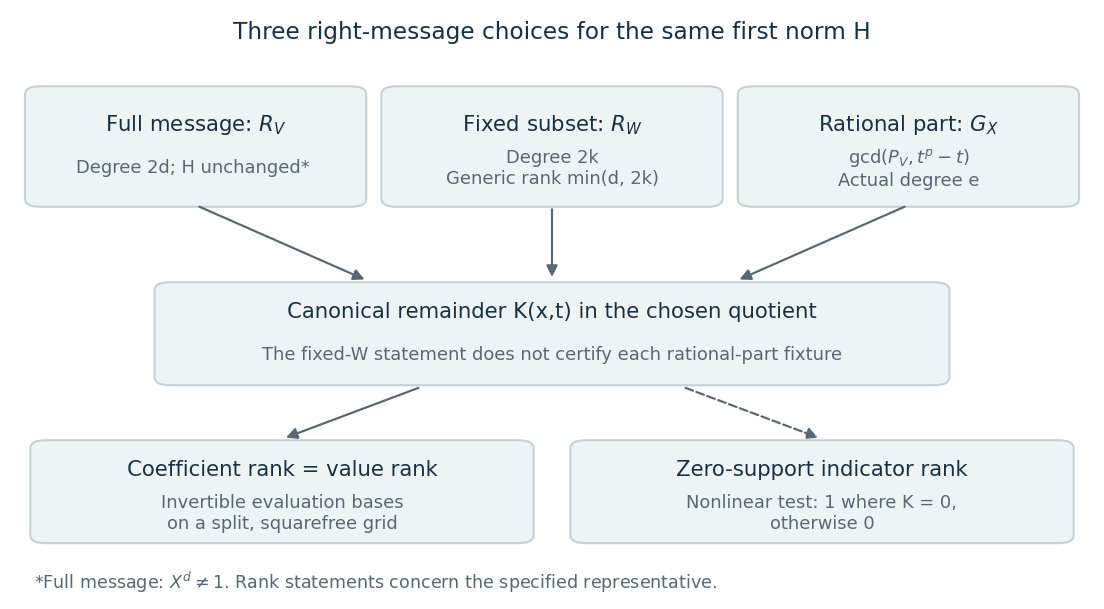 Three right-message choices for the same first norm H
Full message: $R_V$
Degree 2d; H unchanged*
Fixed subset: $R_W$
Degree 2k
Generic rank min(d, 2k)
Rational part: $G_X$
gcd($P_V, t^p − t$)
Actual degree e
Canonical remainder K(x,t) in the chosen quotient
The fixed-W statement does not certify each rational-part fixture
Coefficient rank = value rank
Invertible evaluation bases
on a split, squarefree grid
Zero-support indicator rank
Nonlinear test: 1 where K = 0,
otherwise 0
*Full message: $X^d ≠ 1$. Rank statements concern the specified representative.